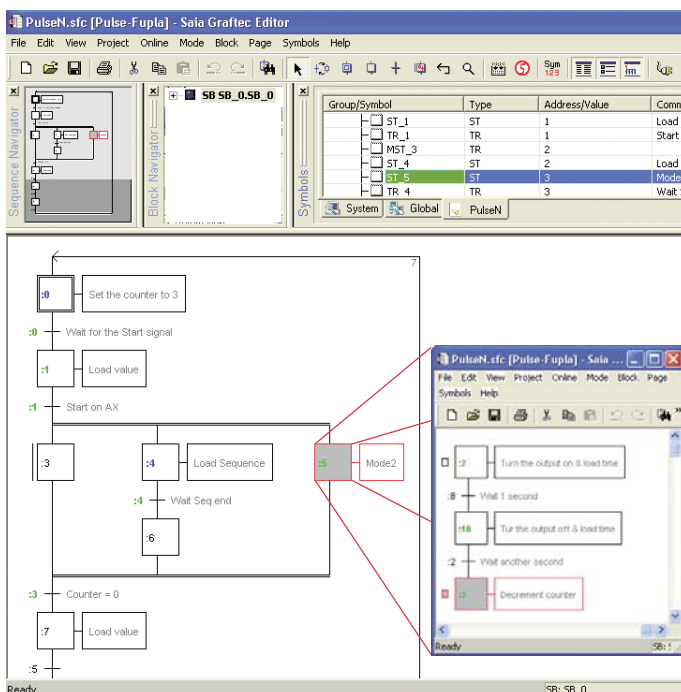 PulseN.sfc [Pulse-Fupla] - Saia Graftec Editor
File Edit View Project Online Mode Block Page Symbols Help
Sym 123
Sequence Navigator
Block Navigator
SB SB_0.SB_0
Symbols
Group/Symbol Type Address/Value Comm
ST_1 ST 1 Load
TR_1 TR 1 Start
MST_3 TR 2
ST_4 ST 2 Load
ST_5 ST 3 Mode
TR_4 TR 3 Wait
System Global PulseN
7
:0 Set the counter to 3
:0 Wait for the Start signal
:1 Load value
:1 Start on AX
:3 :4 Load Sequence :5 Mode2
:4 Wait Seq end
:6
:3 Counter = 0
:7 Load value
:5
Ready SB: SB_0
PulseN.sfc [Pulse-Fupla] - Saia ...
File Edit View Project Online Mode Block Page
Symbols Help
:2 Turn the output on & load time
:8 Wait 1 second
:10 Tur the output off & load time
:2 Wait another second
:3 Decrement counter
Ready SB: